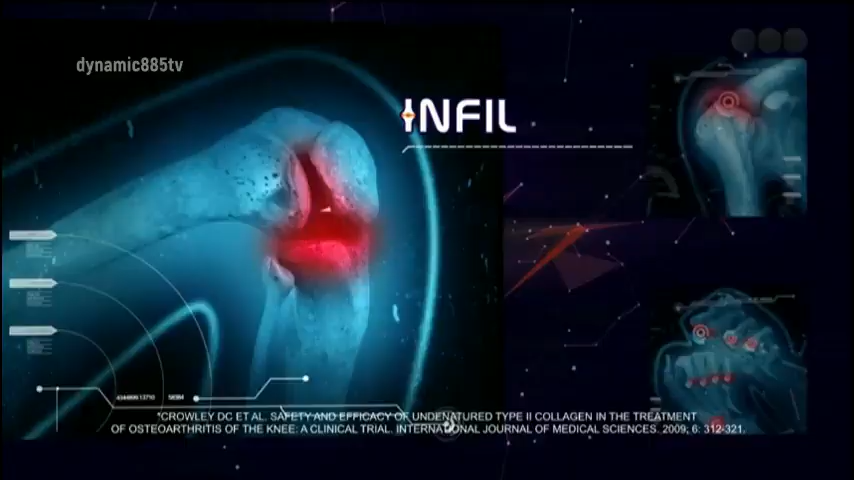 dynamic885tv
INFIL
*CROWLEY DC ET AL. SAFETY AND EFFICACY OF UNDENATURED TYPE II COLLAGEN IN THE TREATMENT
OF OSTEOARTHRITIS OF THE KNEE: A CLINICAL TRIAL. INTERNATIONAL JOURNAL OF MEDICAL SCIENCES. 2009; 6: 312-321.